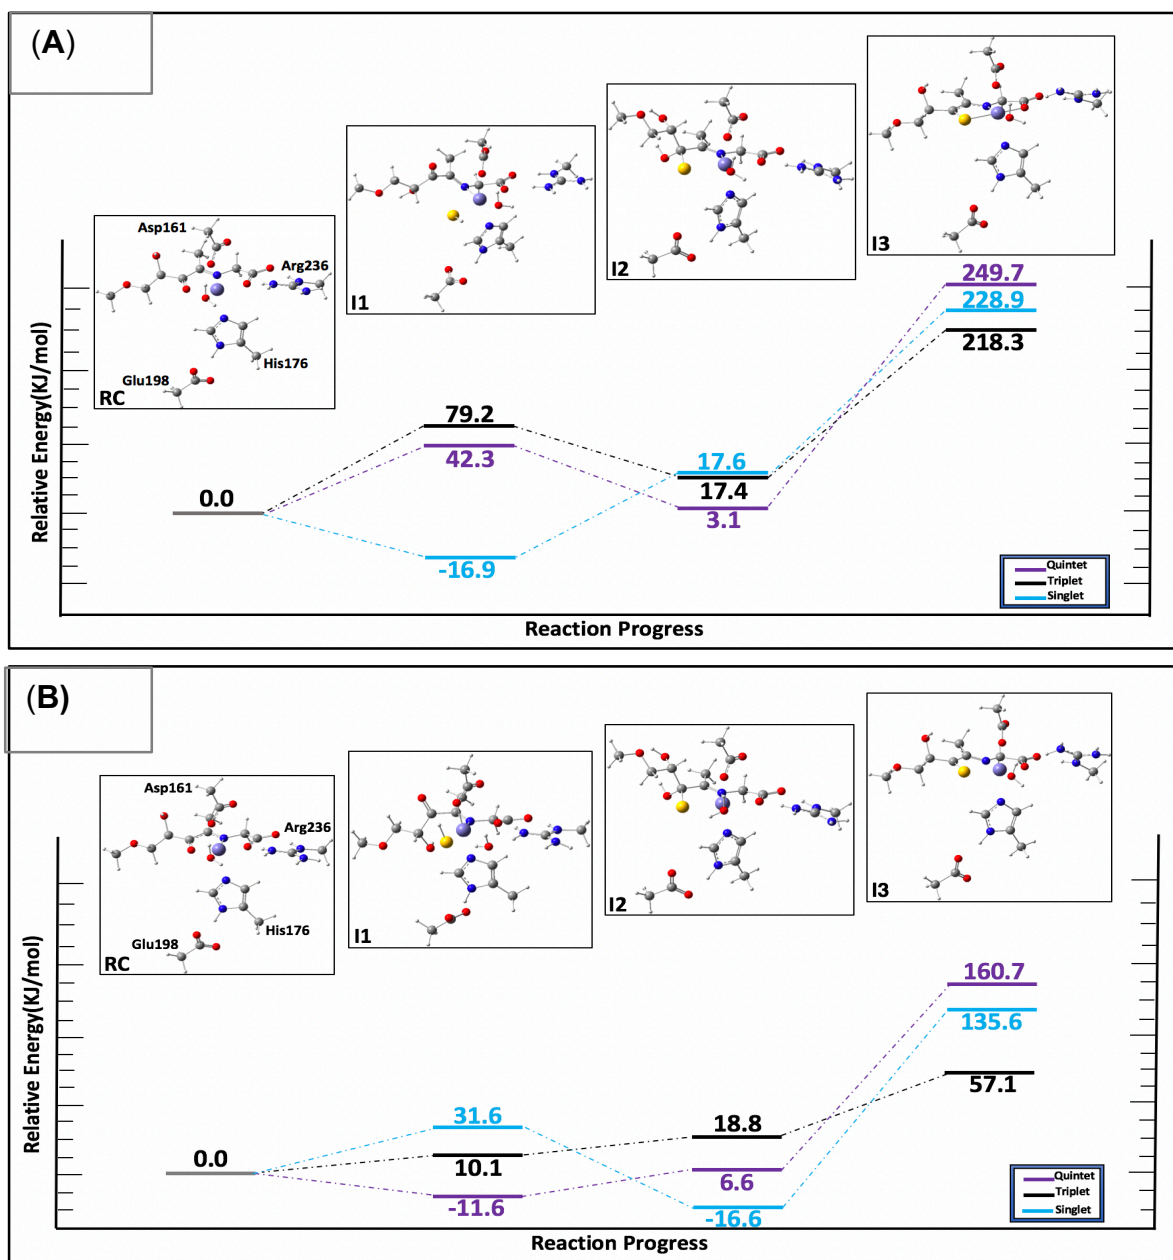 (A)
I3
I2
I1
Asp161
Arg236
His176
Glu198
RC
249.7
228.9
218.3
79.2
42.3
17.6
17.4
3.1
0.0
-16.9
Relative Energy(KJ/mol)
Quintet
Triplet
Singlet
Reaction Progress
(B)
I3
I2
I1
Asp161
Arg236
His176
Glu198
RC
160.7
135.6
57.1
31.6
18.8
10.1
6.6
0.0
-11.6
-16.6
Relative Energy(KJ/mol)
Quintet
Triplet
Singlet
Reaction Progress